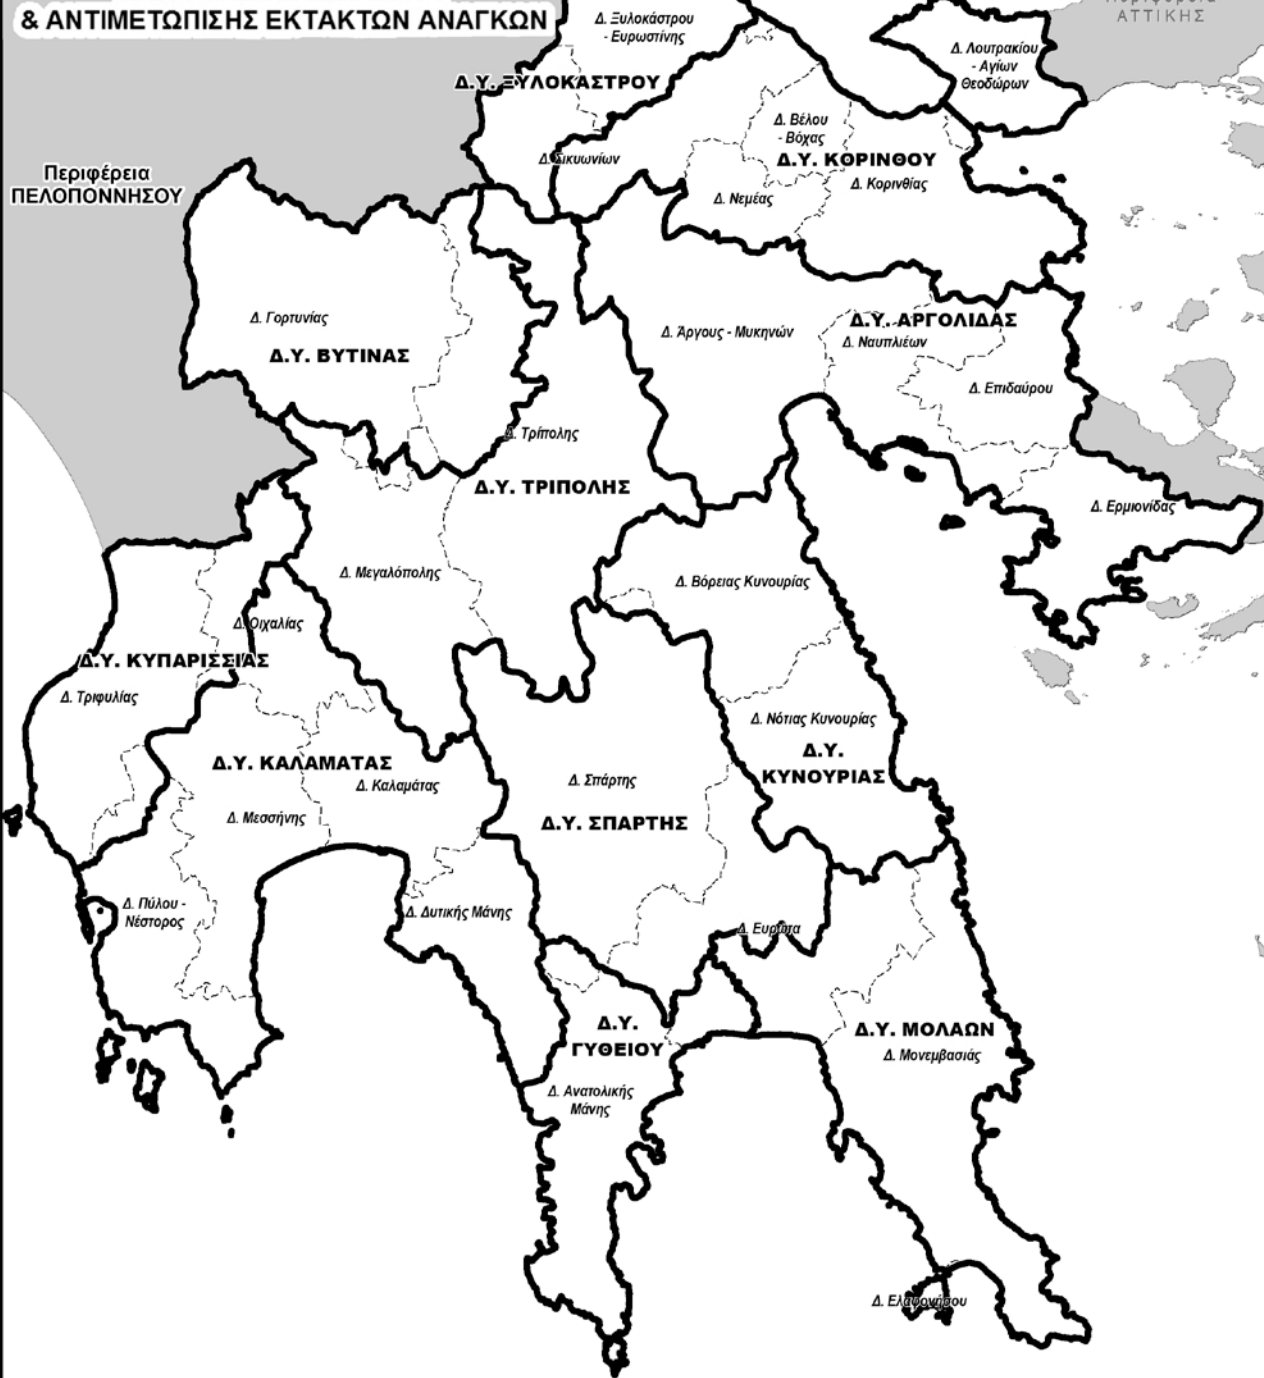 & ΑΝΤΙΜΕΤΩΠΙΣΗΣ ΕΚΤΑΚΤΩΝ ΑΝΑΓΚΩΝ
ΑΤΤΙΚΗΣ
Δ. Ξυλοκάστρου
- Ευρωστίνης
Δ. Λουτρακίου
- Αγίων
Θεοδώρων
Δ.Υ. ΞΥΛΟΚΑΣΤΡΟΥ
Δ. Βέλου
- Βόχας
Δ. Σικυωνίων
Δ.Υ. ΚΟΡΙΝΘΟΥ
Περιφέρεια
ΠΕΛΟΠΟΝΝΗΣΟΥ
Δ. Κορινθίας
Δ. Νεμέας
Δ. Γορτυνίας
Δ.Υ. ΑΡΓΟΛΙΔΑΣ
Δ. Άργους - Μυκηνών
Δ. Ναυπλιέων
Δ.Υ. ΒΥΤΙΝΑΣ
Δ. Επιδαύρου
Δ. Τρίπολης
Δ.Υ. ΤΡΙΠΟΛΗΣ
Δ. Ερμιονίδας
Δ. Μεγαλόπολης
Δ. Βόρειας Κυνουρίας
Δ. Οιχαλίας
Δ.Υ. ΚΥΠΑΡΙΣΣΙΑΣ
Δ. Τριφυλίας
Δ. Νότιας Κυνουρίας
Δ.Υ.
ΚΥΝΟΥΡΙΑΣ
Δ.Υ. ΚΑΛΑΜΑΤΑΣ
Δ. Καλαμάτας
Δ. Σπάρτης
Δ. Μεσσήνης
Δ.Υ. ΣΠΑΡΤΗΣ
Δ. Πύλου -
Νέστορος
Δ. Δυτικής Μάνης
Δ. Ευρώτα
Δ.Υ.
ΓΥΘΕΙΟΥ
Δ.Υ. ΜΟΛΑΩΝ
Δ. Μονεμβασιάς
Δ. Ανατολικής
Μάνης
Δ. Ελαφονήσου